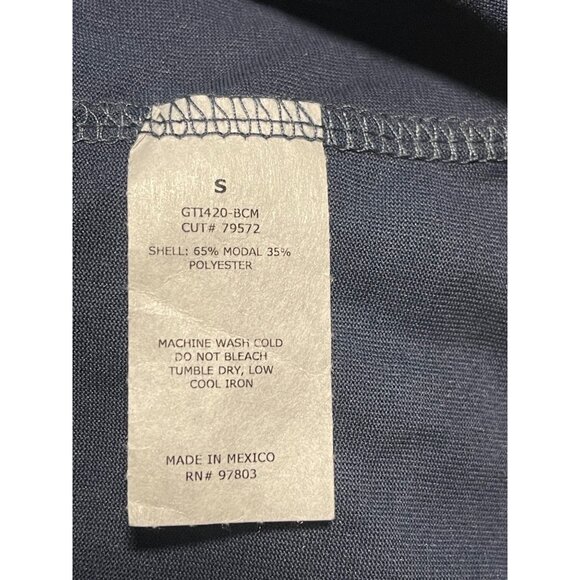 S
GTI420-BCM
CUT# 79572
SHELL: 65% MODAL 35%
POLYESTER
MACHINE WASH COLD
DO NOT BLEACH
TUMBLE DRY, LOW
COOL IRON
MADE IN MEXICO
RN# 97803